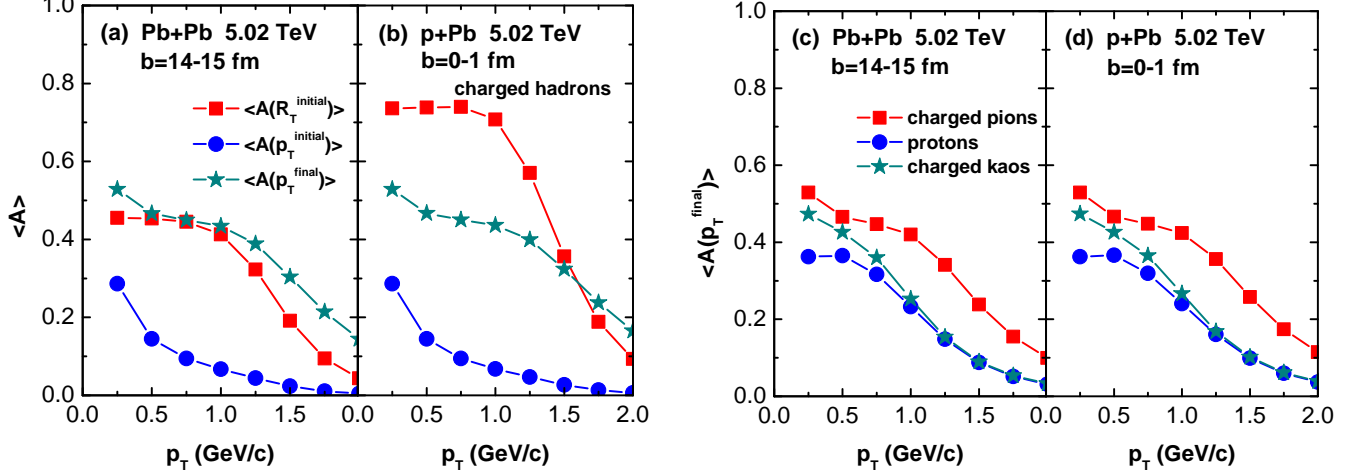 (a) Pb+Pb 5.02 TeV
b=14-15 fm
<A(R_T^initial)>
<A(p_T^initial)>
<A(p_T^final)>
<A>
1.0
0.8
0.6
0.4
0.2
0.0
0.0 0.5 1.0 1.5
p_T (GeV/c)
(b) p+Pb 5.02 TeV
b=0-1 fm
charged hadrons
0.0 0.5 1.0 1.5 2.0
p_T (GeV/c)
(c) Pb+Pb 5.02 TeV
b=14-15 fm
charged pions
protons
charged kaos
<A(p_T^final)>
1.0
0.8
0.6
0.4
0.2
0.0
0.0 0.5 1.0 1.5
p_T (GeV/c)
(d) p+Pb 5.02 TeV
b=0-1 fm
0.0 0.5 1.0 1.5 2.0
p_T (GeV/c)